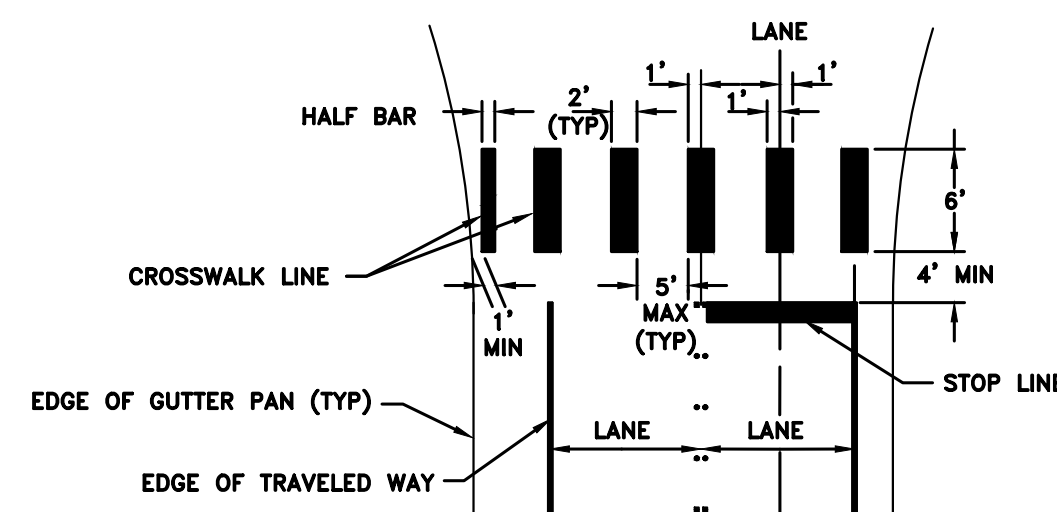 LANE
1' 1'
2' 1'
HALF BAR (TYP)
6'
CROSSWALK LINE 4' MIN
5'
1' MAX
MIN (TYP)
STOP LINE
EDGE OF GUTTER PAN (TYP)
LANE LANE
EDGE OF TRAVELED WAY